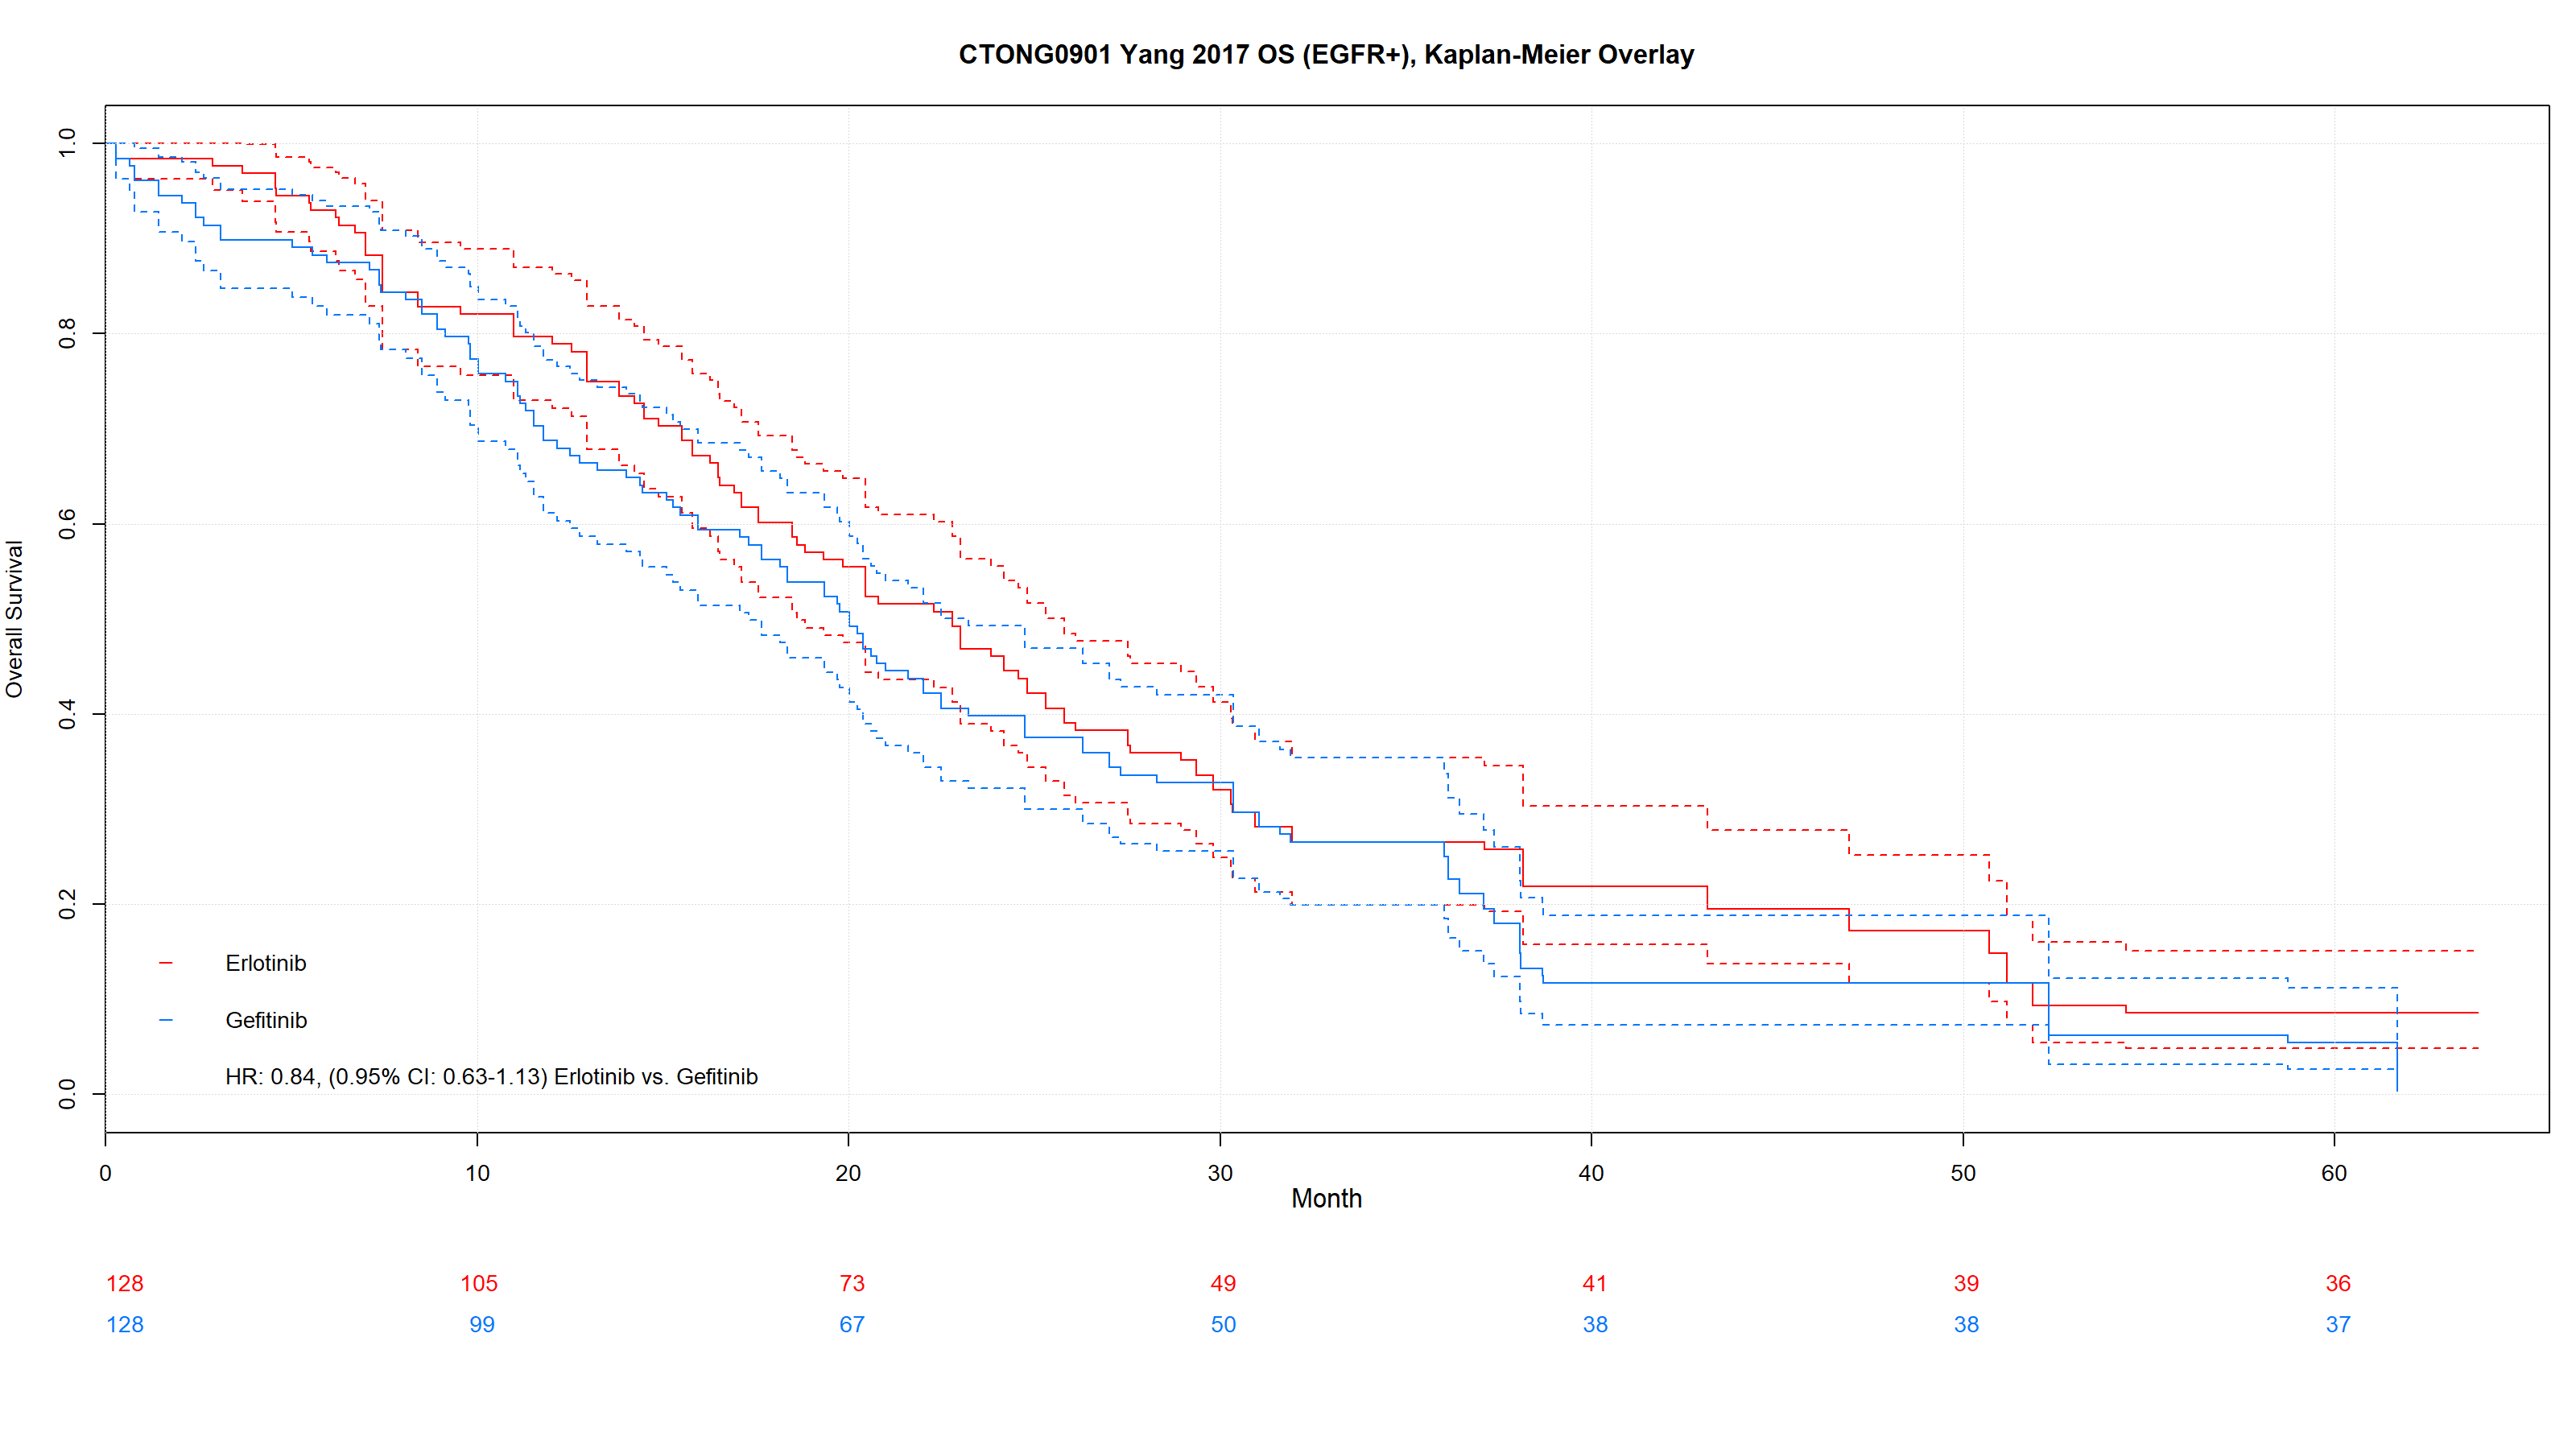 CTONG0901 Yang 2017 OS (EGFR+), Kaplan-Meier Overlay
Overall Survival
1.0
0.8
0.6
0.4
0.2
0.0
Erlotinib
Gefitinib
HR: 0.84, (0.95% CI: 0.63-1.13) Erlotinib vs. Gefitinib
0 10 20 30 40 50 60
Month
128 105 73 49 41 39 36
128 99 67 50 38 38 37